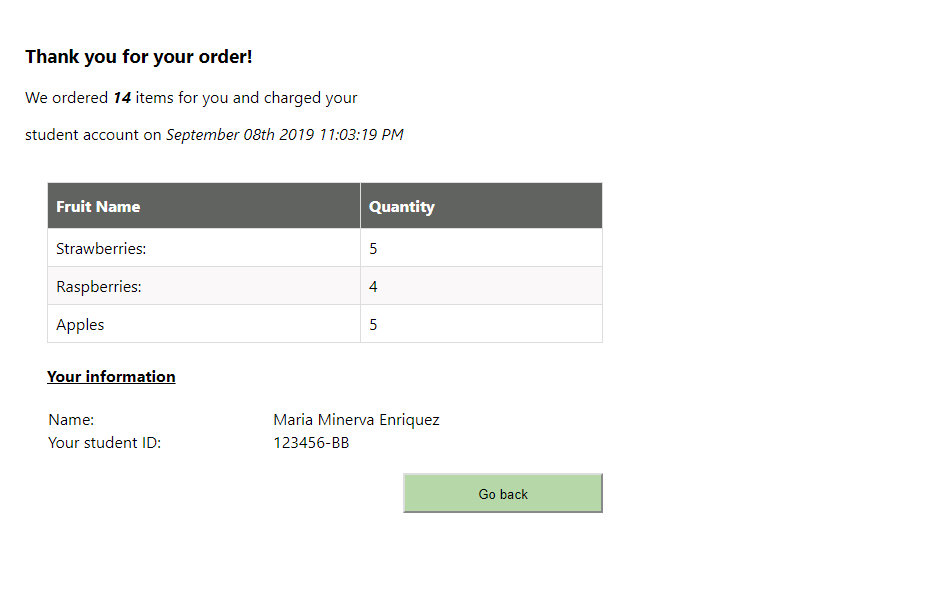 Thank you for your order!
We ordered 14 items for you and charged your
student account on September 08th 2019 11:03:19 PM
Fruit Name Quantity
Strawberries: 5
Raspberries: 4
Apples 5
Your information
Name: Maria Minerva Enriquez
Your student ID: 123456-BB
Go back